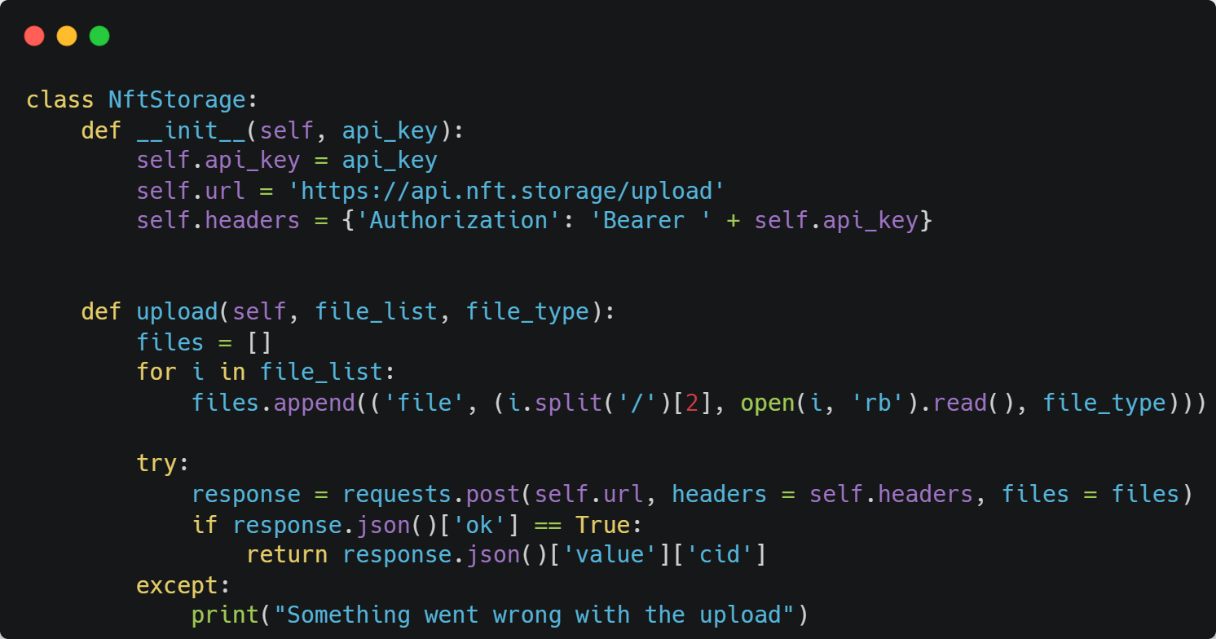 class NftStorage:
    def __init__(self, api_key):
        self.api_key = api_key
        self.url = 'https://api.nft.storage/upload'
        self.headers = {'Authorization': 'Bearer ' + self.api_key}
    def upload(self, file_list, file_type):
        files = []
        for i in file_list:
            files.append(('file', (i.split('/')[2], open(i, 'rb').read(), file_type)))
        try:
            response = requests.post(self.url, headers = self.headers, files = files)
            if response.json()['ok'] == True:
                return response.json()['value']['cid']
        except:
            print("Something went wrong with the upload")